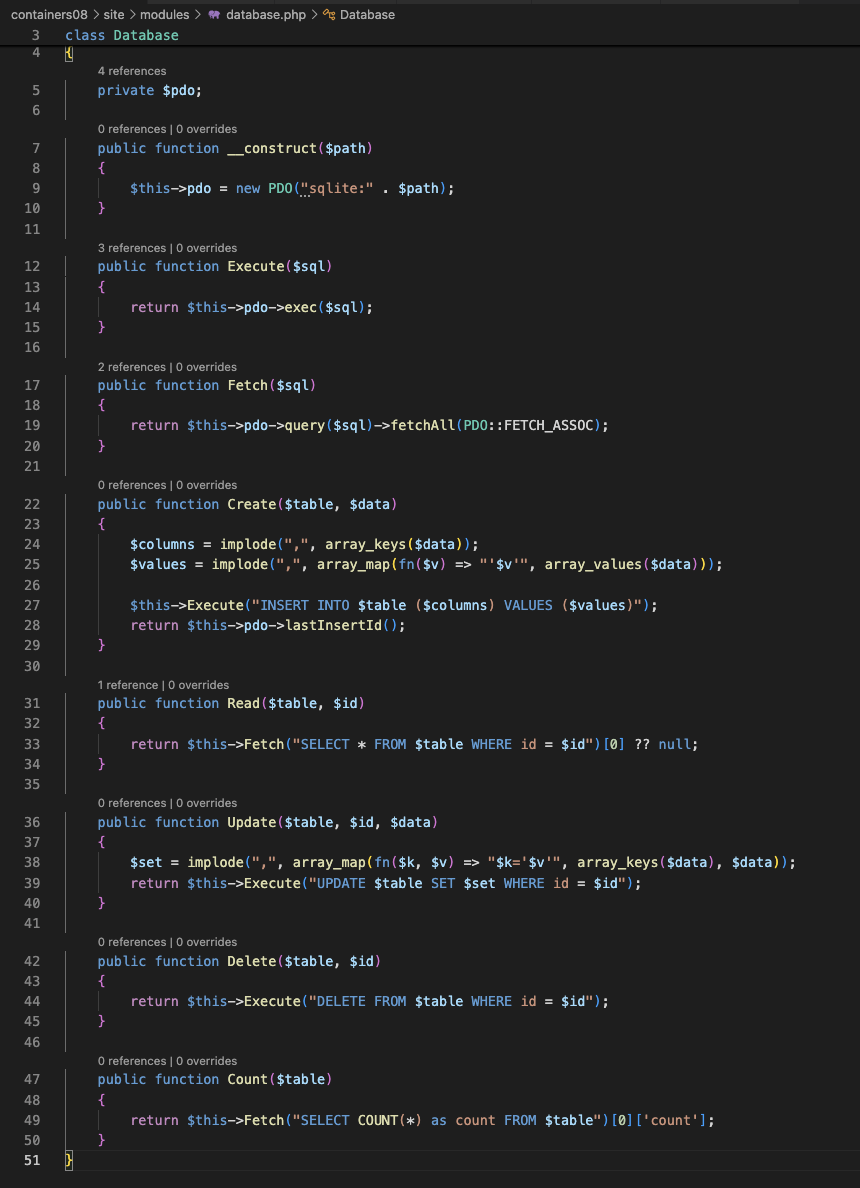 containers08 > site > modules > database.php > Database
3 class Database
4 {
4 references
5 private $pdo;
6
0 references | 0 overrides
7 public function __construct($path)
8 {
9 $this->pdo = new PDO("sqlite:" . $path);
10 }
11
3 references | 0 overrides
12 public function Execute($sql)
13 {
14 return $this->pdo->exec($sql);
15 }
16
2 references | 0 overrides
17 public function Fetch($sql)
18 {
19 return $this->pdo->query($sql)->fetchAll(PDO::FETCH_ASSOC);
20 }
21
0 references | 0 overrides
22 public function Create($table, $data)
23 {
24 $columns = implode(",", array_keys($data));
25 $values = implode(",", array_map(fn($v) => "'$v'", array_values($data)));
26
27 $this->Execute("INSERT INTO $table ($columns) VALUES ($values)");
28 return $this->pdo->lastInsertId();
29 }
30
1 reference | 0 overrides
31 public function Read($table, $id)
32 {
33 return $this->Fetch("SELECT * FROM $table WHERE id = $id")[0] ?? null;
34 }
35
0 references | 0 overrides
36 public function Update($table, $id, $data)
37 {
38 $set = implode(",", array_map(fn($k, $v) => "$k='$v'", array_keys($data), $data));
39 return $this->Execute("UPDATE $table SET $set WHERE id = $id");
40 }
41
0 references | 0 overrides
42 public function Delete($table, $id)
43 {
44 return $this->Execute("DELETE FROM $table WHERE id = $id");
45 }
46
0 references | 0 overrides
47 public function Count($table)
48 {
49 return $this->Fetch("SELECT COUNT(*) as count FROM $table")[0]['count'];
50 }
51 }